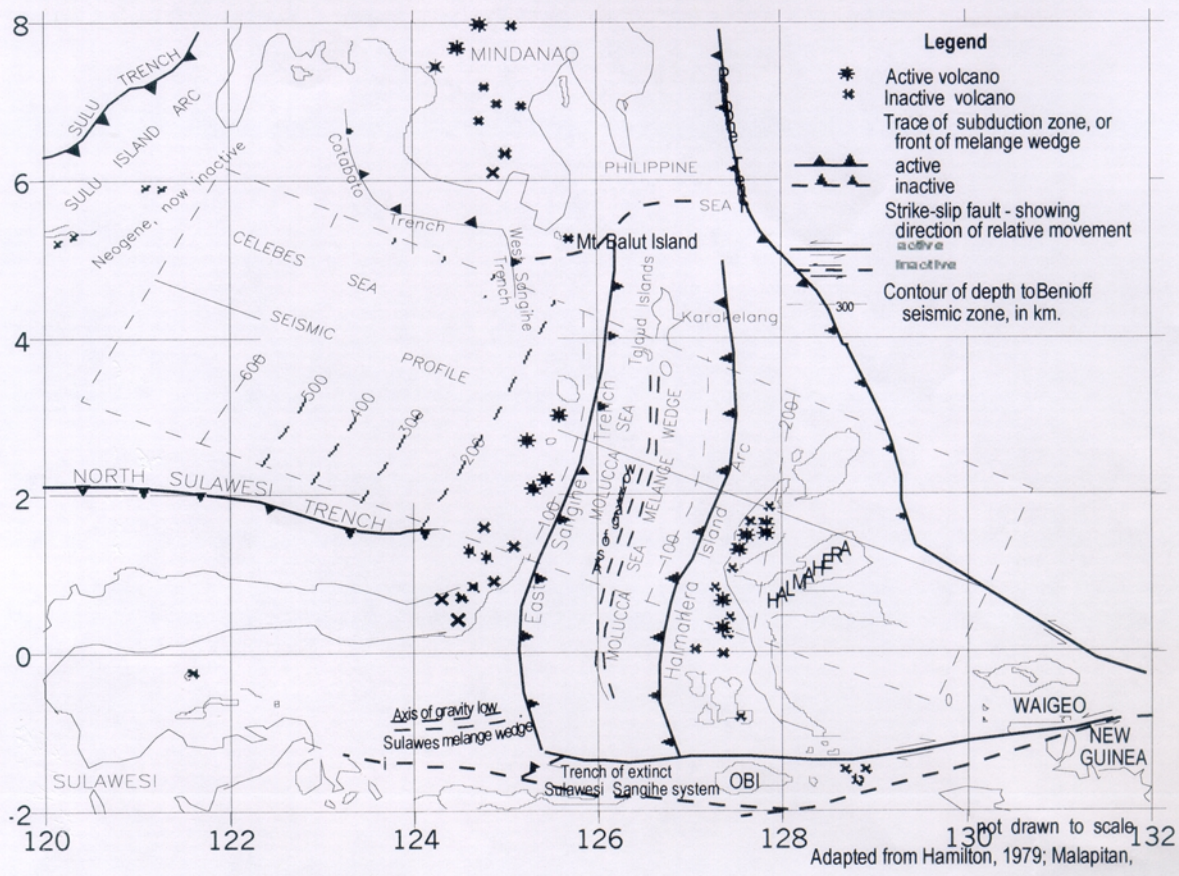 8
6
4
2
0
-2
120
122
124
126
128
130
132
Legend
Active volcano
Inactive volcano
Trace of subduction zone, or
front of melange wedge
active
inactive
Strike-slip fault - showing
direction of relative movement
active
inactive
300
Contour of depth to Benioff
seismic zone, in km.
SULU TRENCH
SULU ISLAND ARC
Neogene, now inactive
MINDANAO
Cotabato
Trench
PHILIPPINE
SEA
Mt. Balut Island
West Sangihe
Trench
CELEBES
SEA
SEISMIC
PROFILE
600
500
400
300
200
NORTH SULAWESI
TRENCH
100
East Sangihe Trench
MOLUCCA SEA
MOLUCCA SEA
MELANGE WEDGE
Karakelang
100
Halmahera Island Arc
200
HALMAHERA
0
WAIGEO
NEW
GUINEA
OBI
SULAWESI
Axis of gravity low
Sulawes melange wedge
i
Trench of extinct
Sulawesi Sangihe system
not drawn to scale
Adapted from Hamilton, 1979; Malapitan,